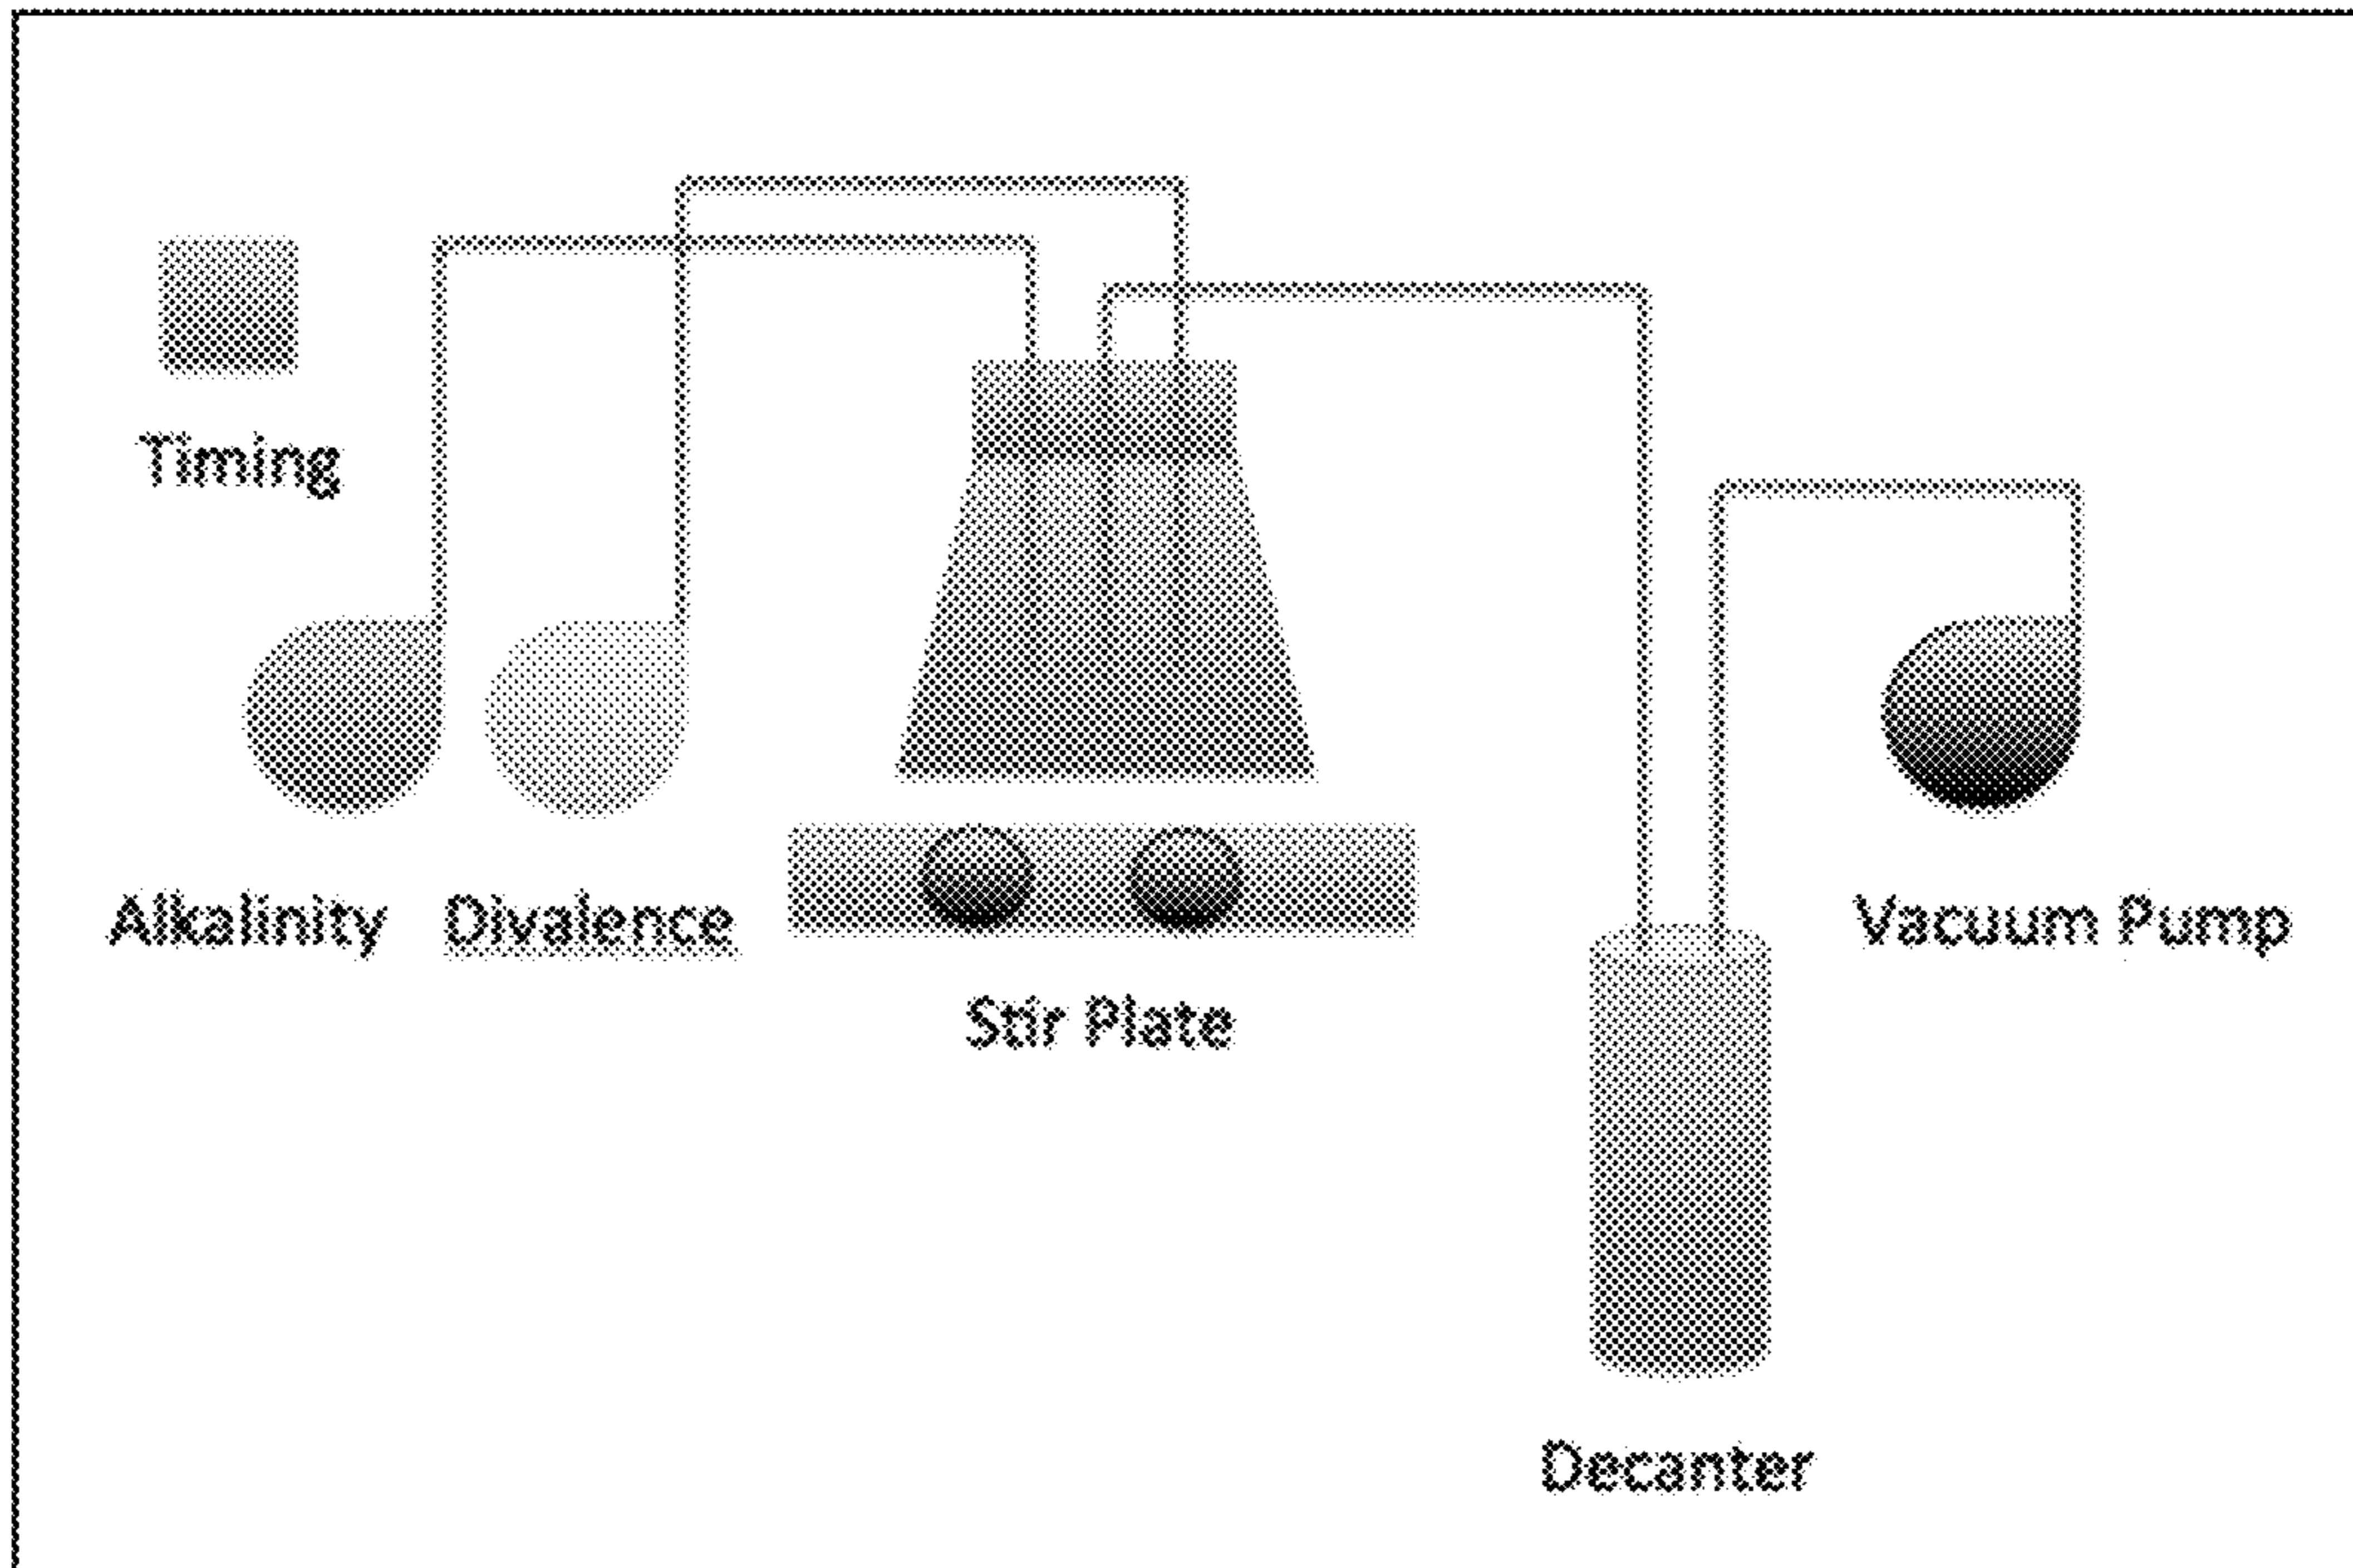 Timing
Alkalinity
Divalence
Stir Plate
Vacuum Pump
Decanter